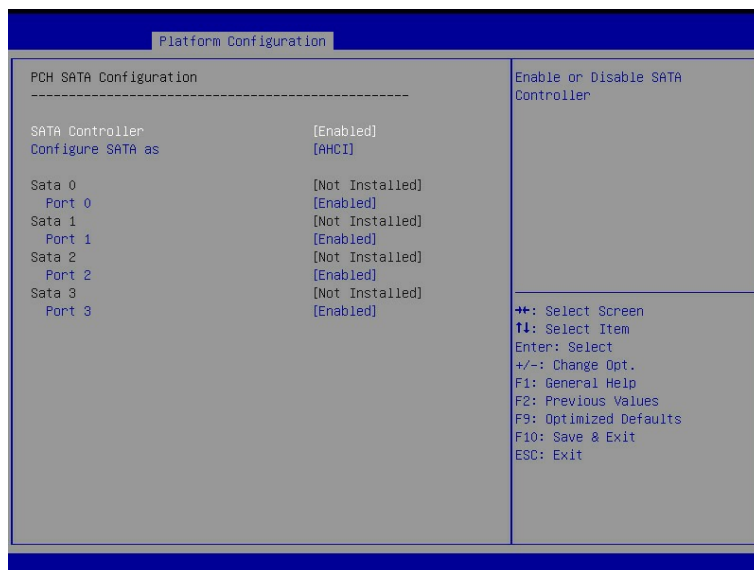 Platform Configuration
PCH SATA Configuration
--------------------------------------------------
SATA Controller [Enabled]
Configure SATA as [AHCI]
Sata 0 [Not Installed]
Port 0 [Enabled]
Sata 1 [Not Installed]
Port 1 [Enabled]
Sata 2 [Not Installed]
Port 2 [Enabled]
Sata 3 [Not Installed]
Port 3 [Enabled]
Enable or Disable SATA
Controller
→←: Select Screen
↑↓: Select Item
Enter: Select
+/-: Change Opt.
F1: General Help
F2: Previous Values
F9: Optimized Defaults
F10: Save & Exit
ESC: Exit